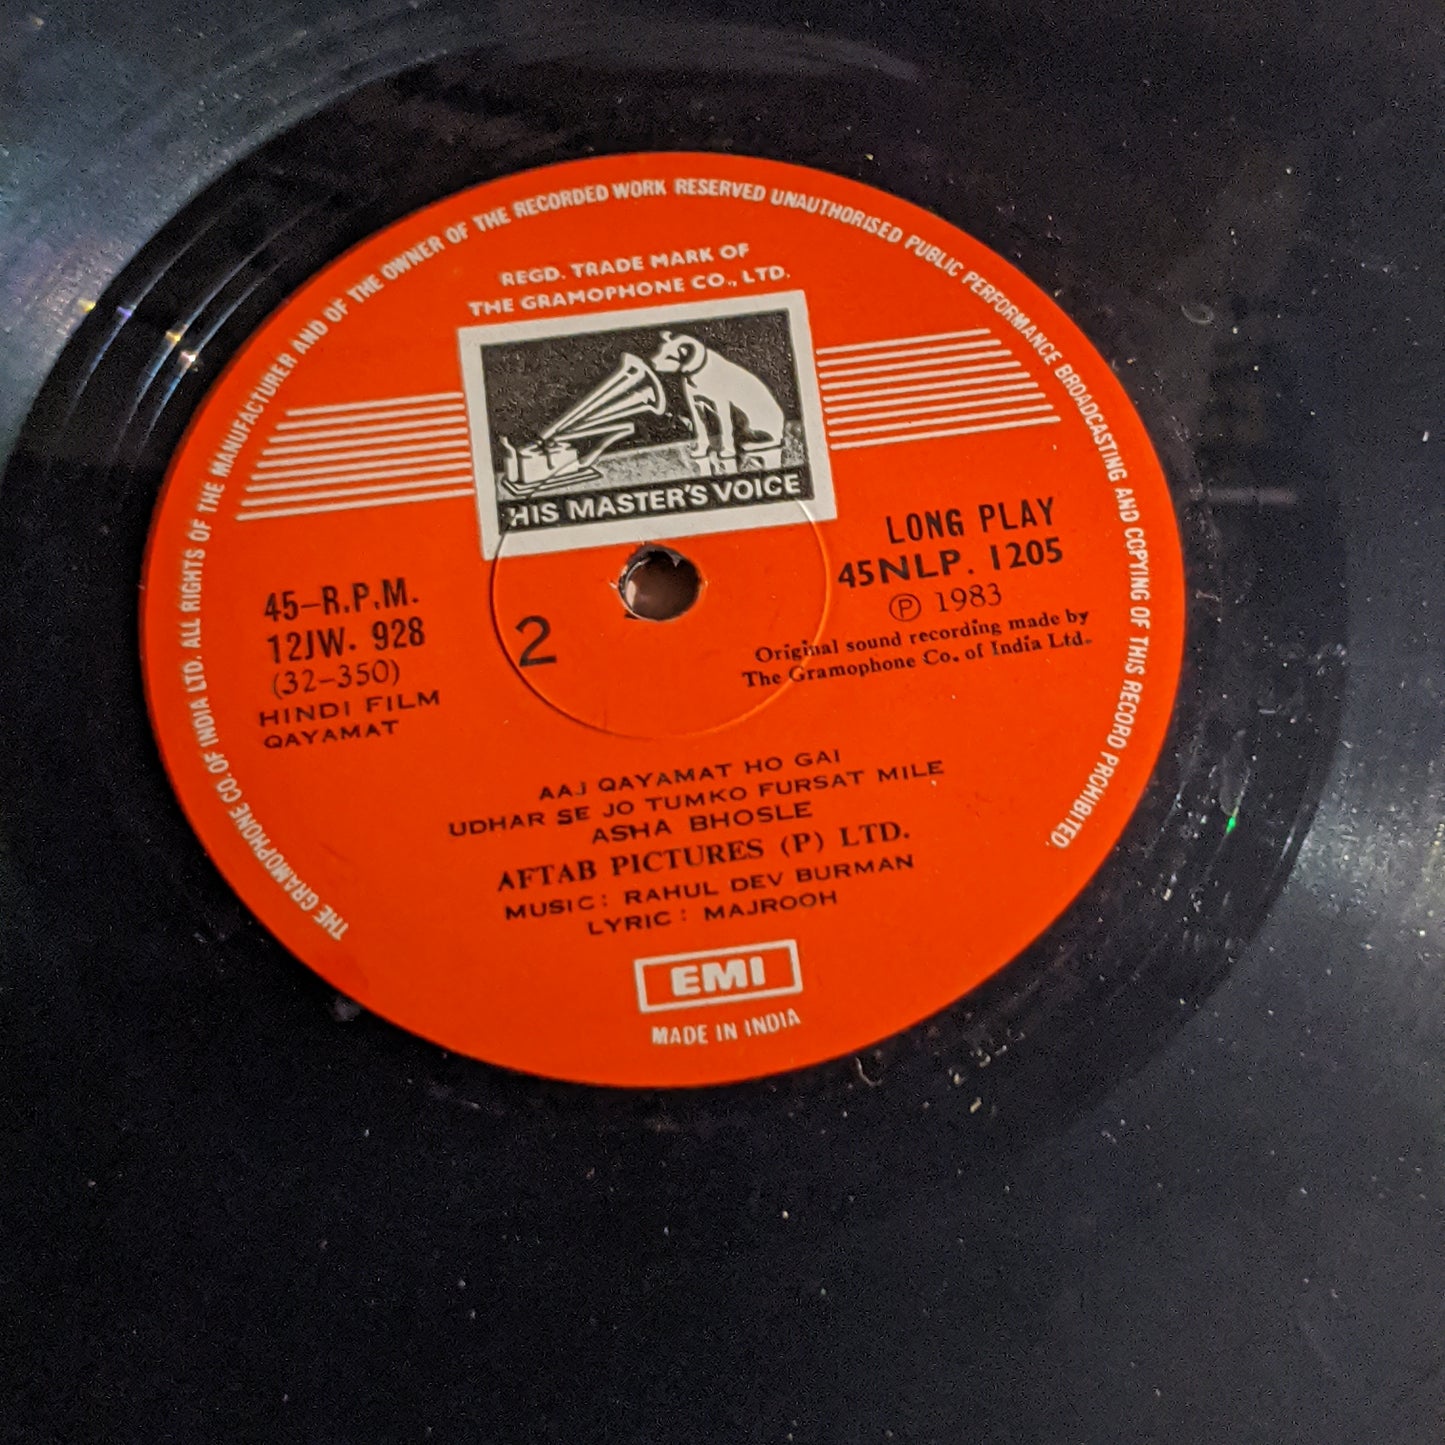 THE GRAMOPHONE CO. OF INDIA LTD. ALL RIGHTS OF THE MANUFACTURER AND OF THE OWNER OF THE RECORDED WORK RESERVED UNAUTHORISED PUBLIC PERFORMANCE BROADCASTING AND COPYING OF THIS RECORD PROHIBITED.
REGD. TRADE MARK OF
THE GRAMOPHONE CO., LTD.
HIS MASTER'S VOICE
LONG PLAY
45NLP. 1205
Ⓟ 1983
Original sound recording made by
The Gramophone Co. of India Ltd.
45-R.P.M.
12JW. 928
(32-350)
HINDI FILM
QAYAMAT
2
AAJ QAYAMAT HO GAI
UDHAR SE JO TUMKO FURSAT MILE
ASHA BHOSLE
AFTAB PICTURES (P) LTD.
MUSIC: RAHUL DEV BURMAN
LYRIC: MAJROOH
EMI
MADE IN INDIA